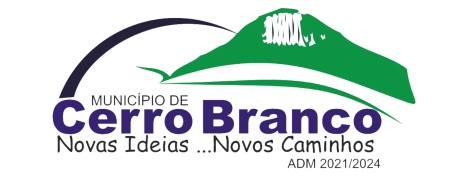 MUNICÍPIO DE
Cerro Branco
Novas Ideias ...Novos Caminhos
ADM 2021/2024